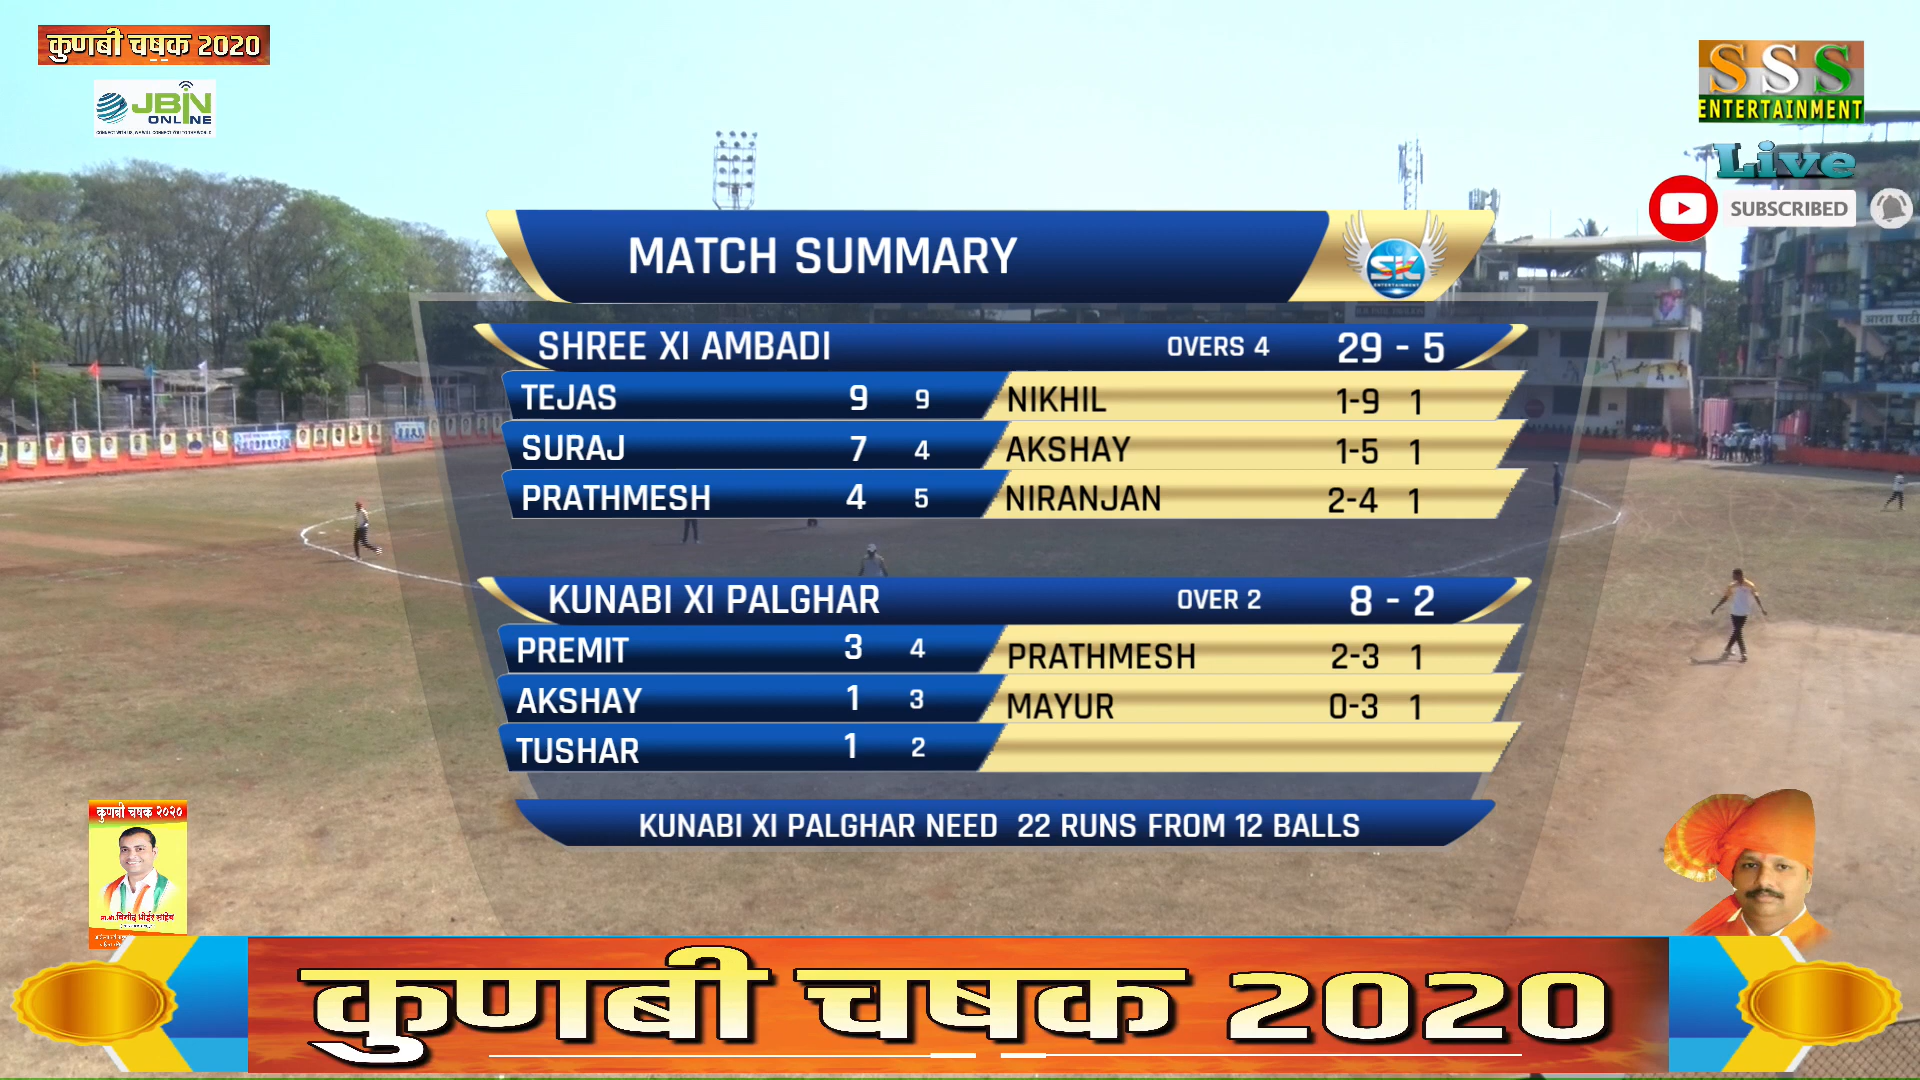 कुणबी चषक 2020
JBN
ONLINE
SSS
ENTERTAINMENT
Live
SUBSCRIBED
MATCH SUMMARY
SK
ENTERTAINMENT
SHREE XI AMBADI OVERS 4 29 - 5
TEJAS 9 9 NIKHIL 1-9 1
SURAJ 7 4 AKSHAY 1-5 1
PRATHMESH 4 5 NIRANJAN 2-4 1
KUNABI XI PALGHAR OVER 2 8 - 2
PREMIT 3 4 PRATHMESH 2-3 1
AKSHAY 1 3 MAYUR 0-3 1
TUSHAR 1 2
KUNABI XI PALGHAR NEED 22 RUNS FROM 12 BALLS
कुणबी चषक २०२०
कुणबी चषक 2020